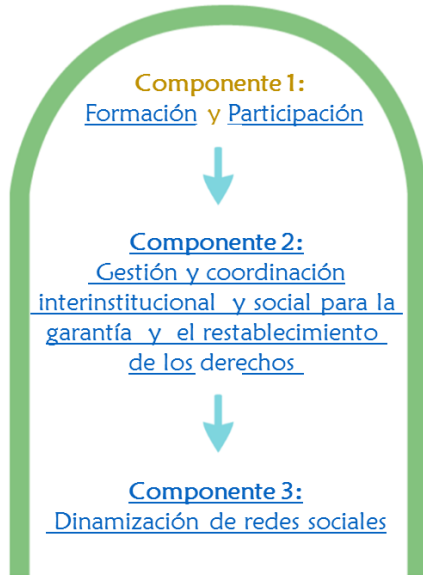 Componente 1:
Formación y Participación
Componente 2:
Gestión y coordinación
interinstitucional y social para la
garantía y el restablecimiento
de los derechos
Componente 3:
Dinamización de redes sociales